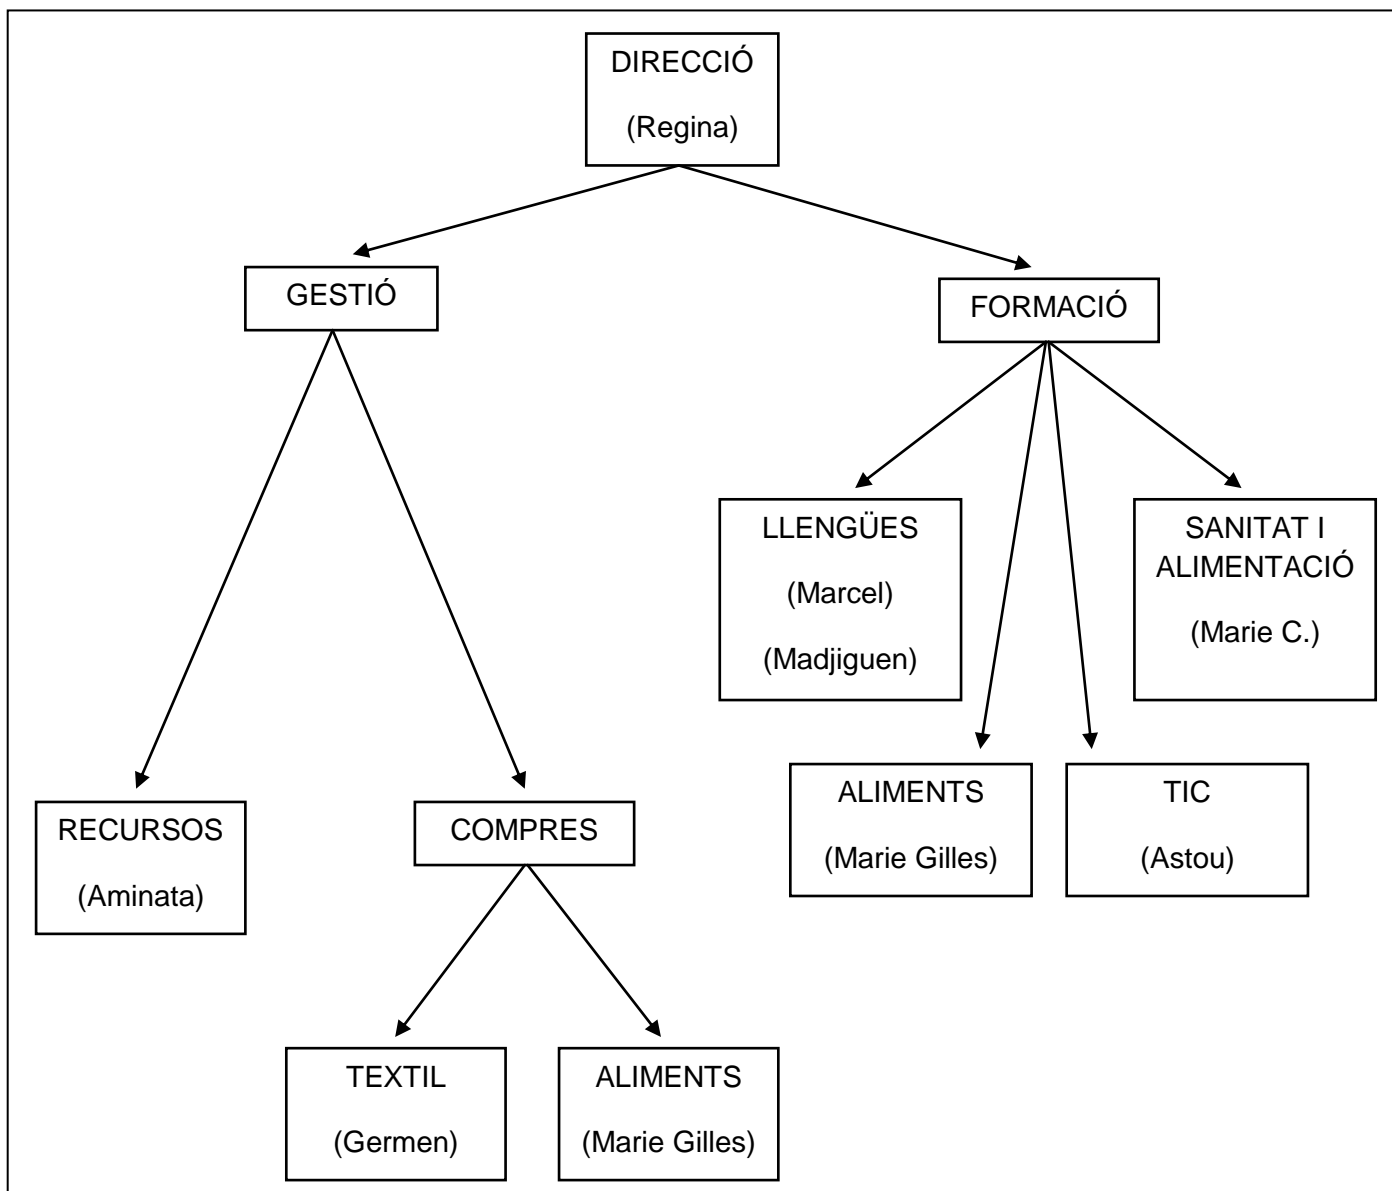 DIRECCIÓ
(Regina)
GESTIÓ
FORMACIÓ
LLENGÜES
(Marcel)
(Madjiguen)
SANITAT I
ALIMENTACIÓ
(Marie C.)
ALIMENTS
(Marie Gilles)
TIC
(Astou)
RECURSOS
(Aminata)
COMPRES
TEXTIL
(Germen)
ALIMENTS
(Marie Gilles)